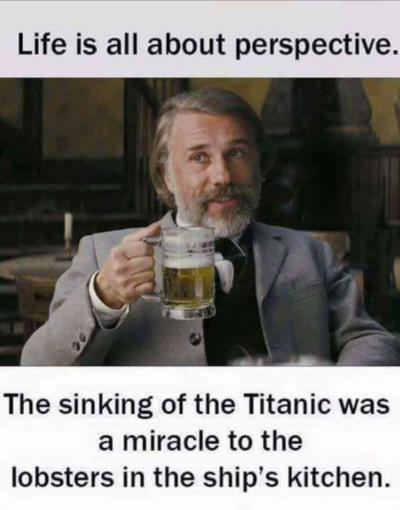 Life is all about perspective.
The sinking of the Titanic was
a miracle to the
lobsters in the ship's kitchen.